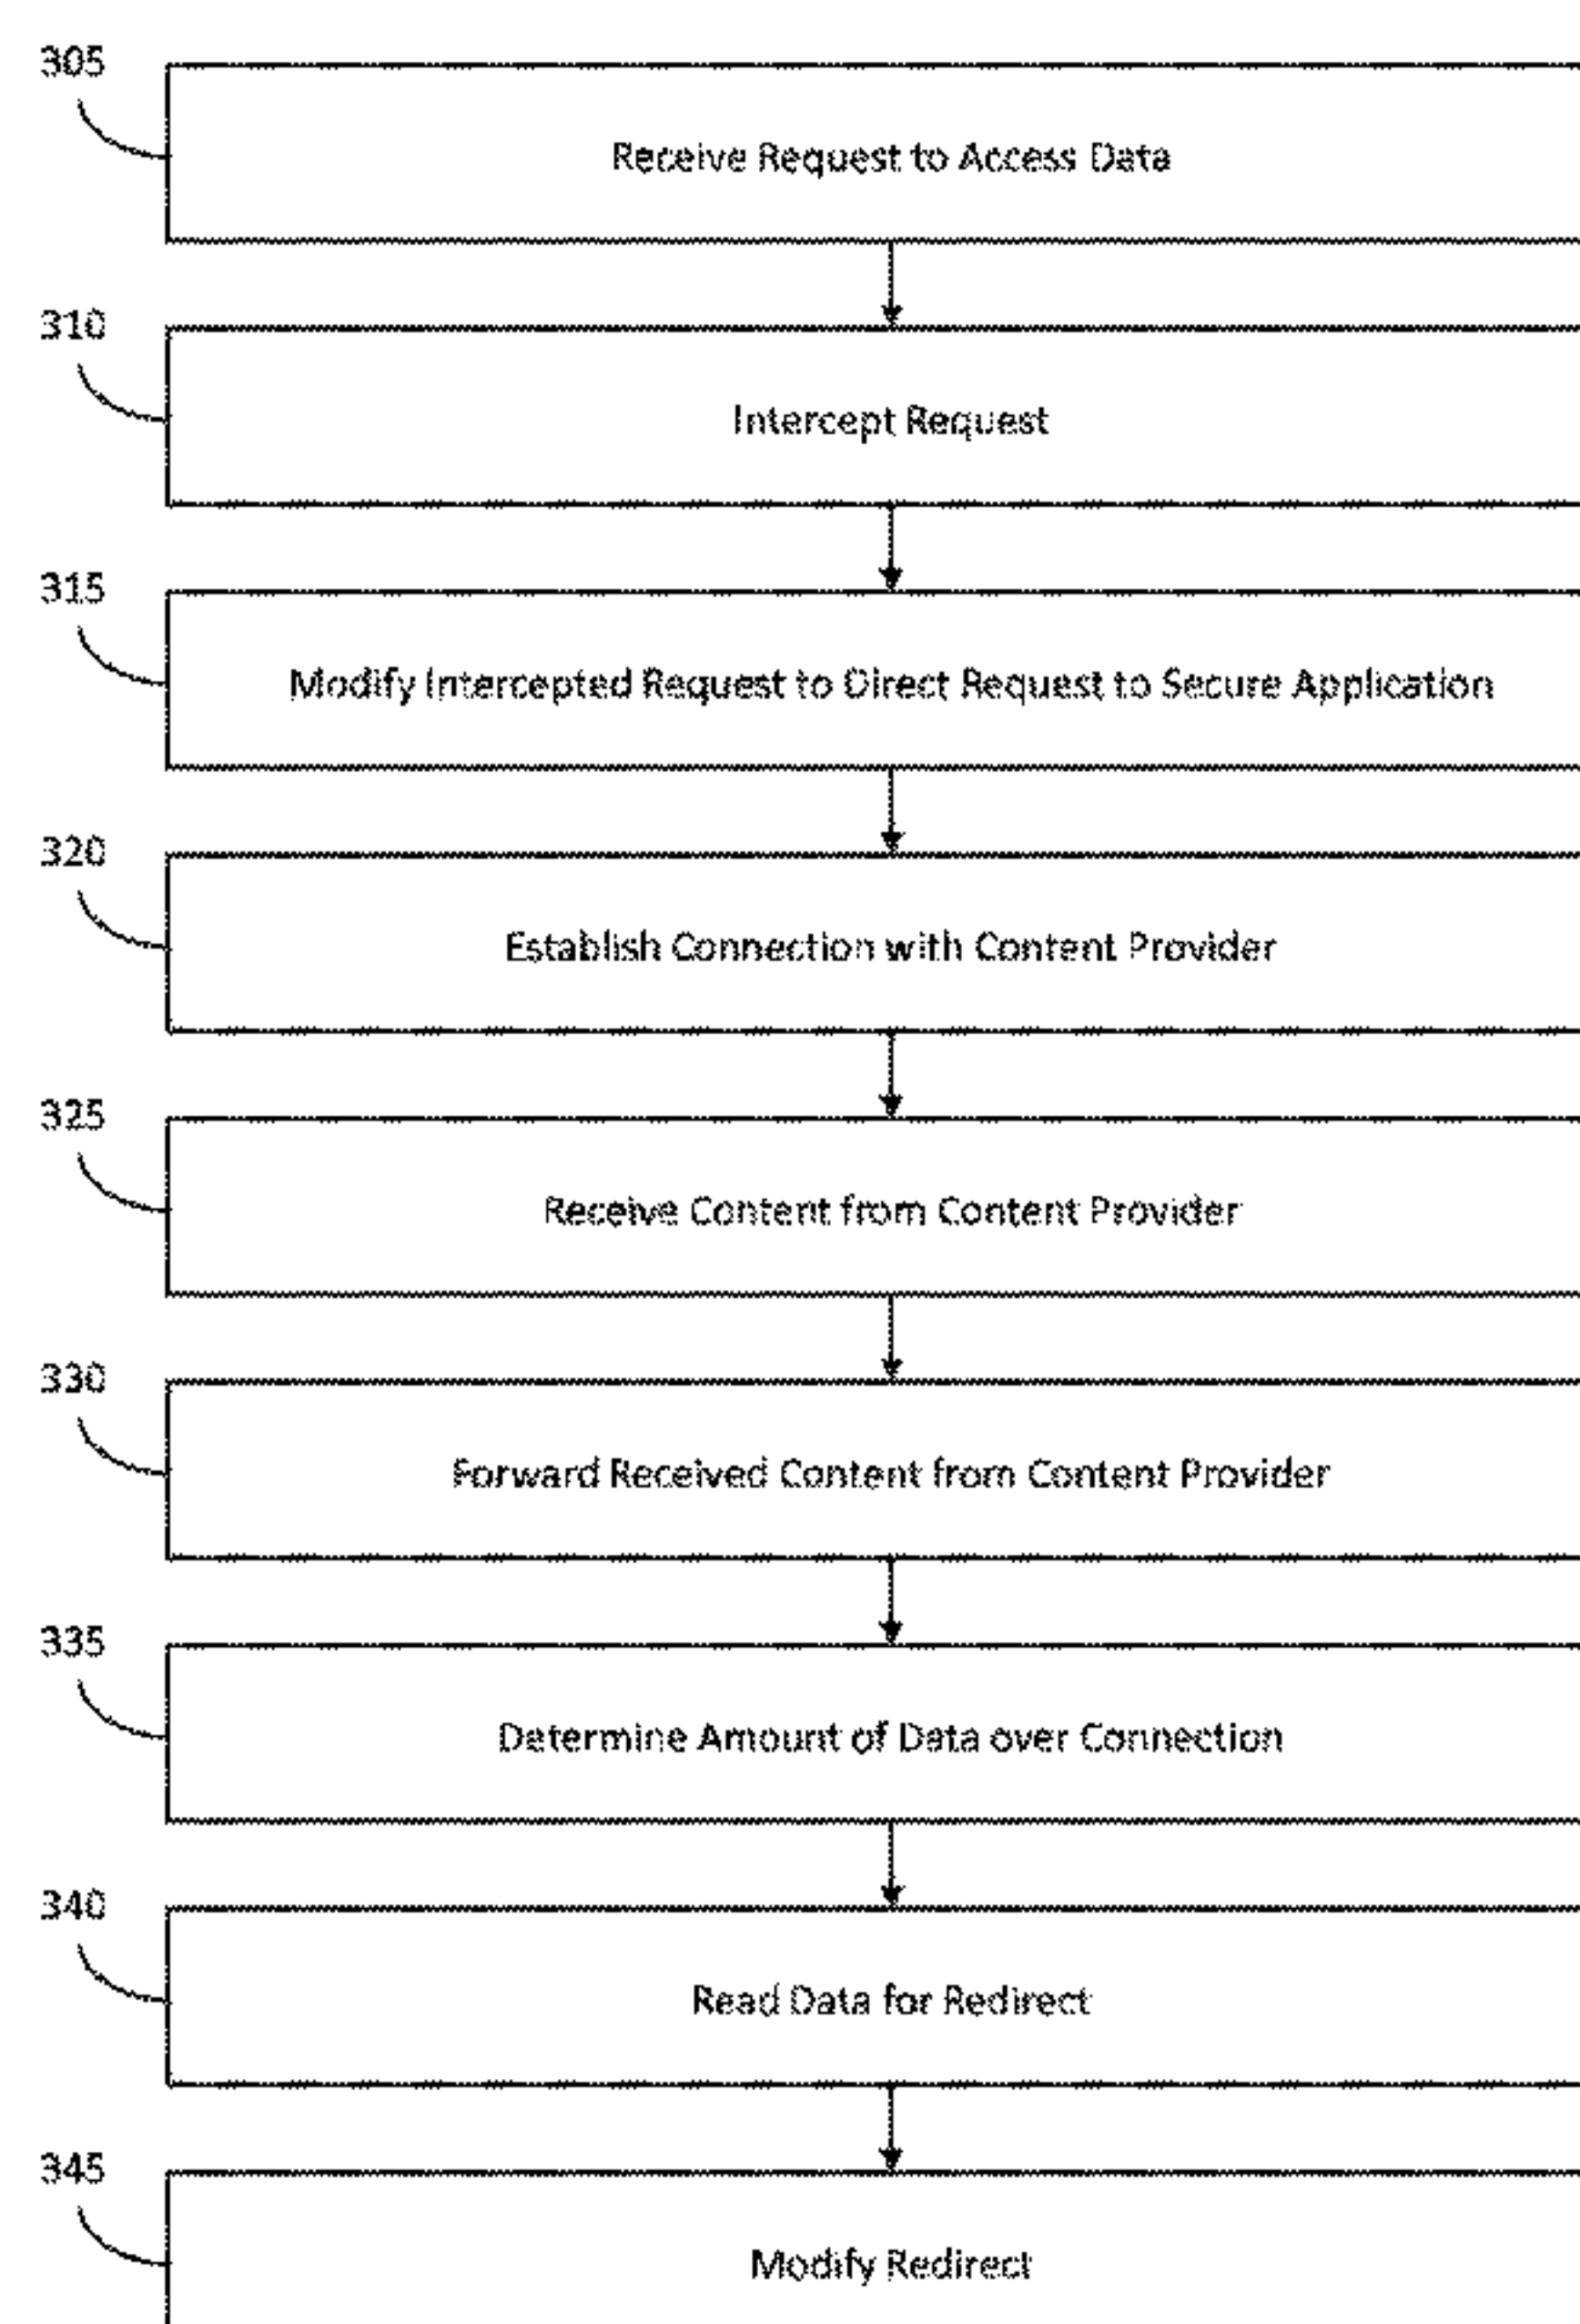 305
Receive Request to Access Data
310
Intercept Request
315
Modify Intercepted Request to Direct Request to Secure Application
320
Establish Connection with Content Provider
325
Receive Content from Content Provider
330
Forward Received Content from Content Provider
335
Determine Amount of Data over Connection
340
Read Data for Redirect
345
Modify Redirect